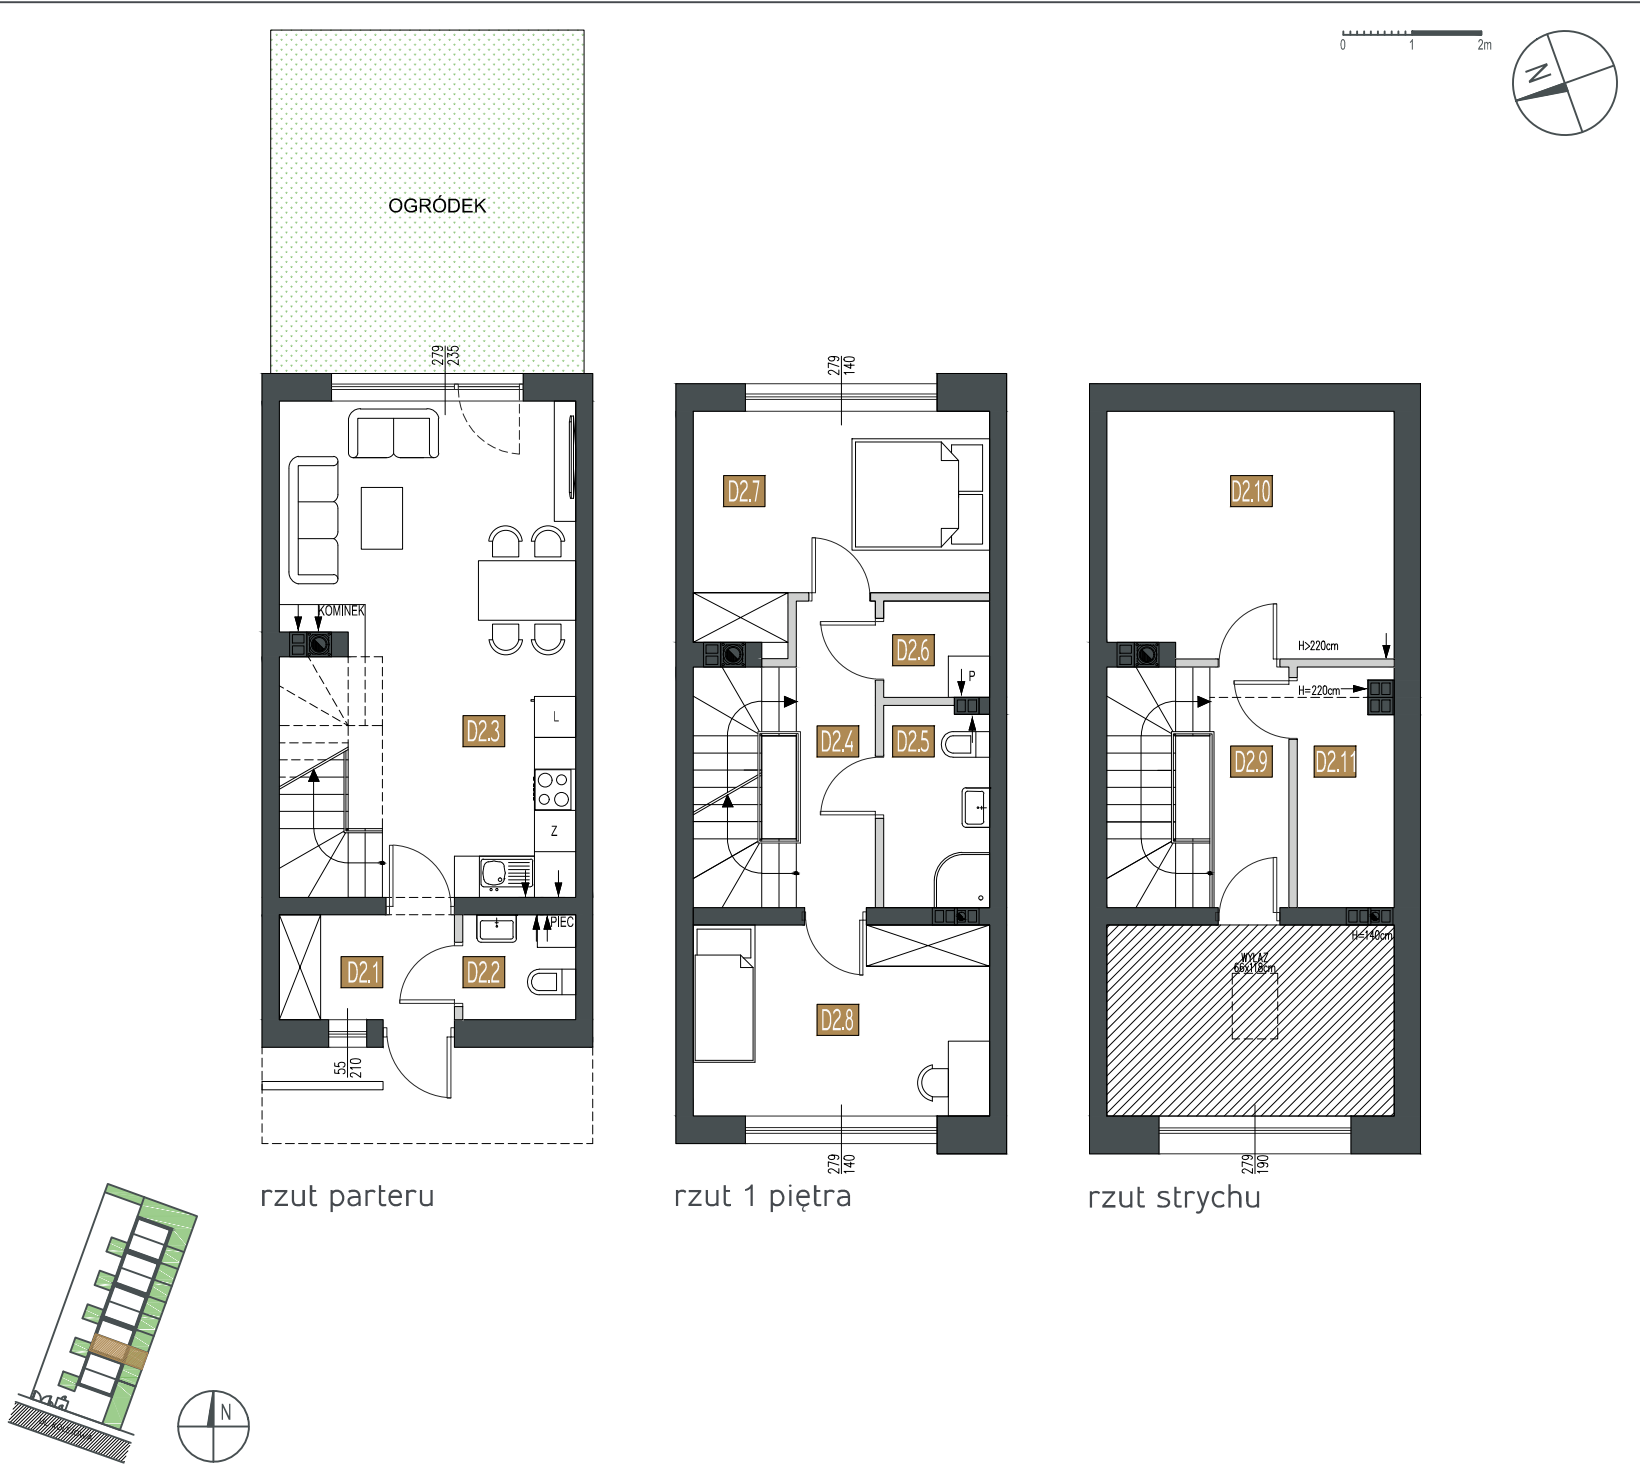 0 1 2m
N
OGRÓDEK
279
235
279
140
D2.7
D2.10
KOMINEK
D2.6
P
H>220cm
H=220cm
L
D2.3
D2.4
D2.5
D2.9
D2.11
Z
PIEC
D2.1
D2.2
H=140cm
WYŁAZ
66x118cm
D2.8
55
210
279
140
279
190
rzut parteru
rzut 1 piętra
rzut strychu
N